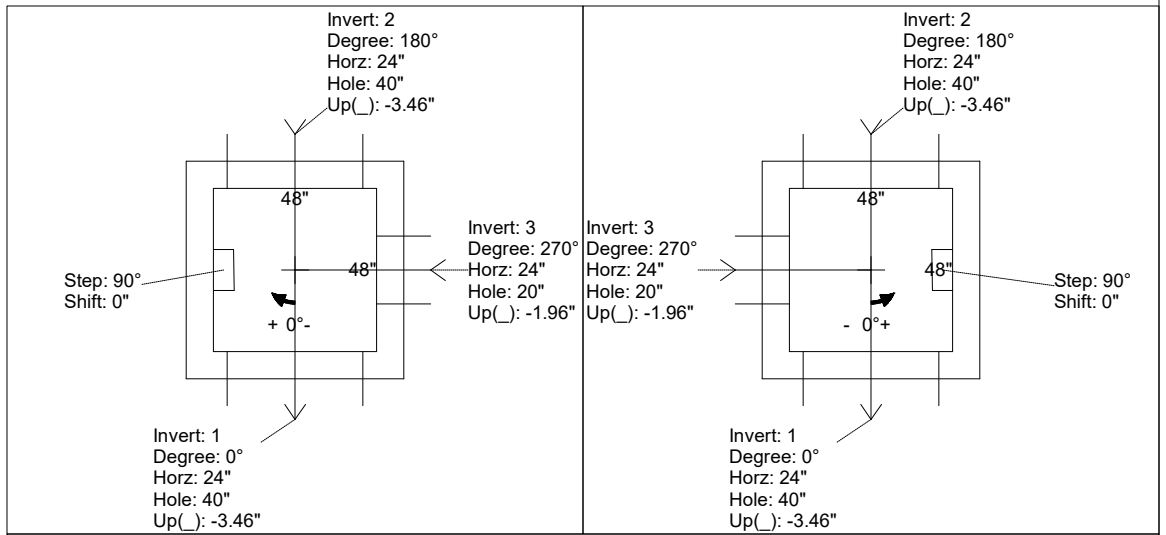 Invert: 2
Degree: 180°
Horz: 24"
Hole: 40"
Up(_): -3.46"
48"
48"
Invert: 3
Degree: 270°
Horz: 24"
Hole: 20"
Up(_): -1.96"
Step: 90°
Shift: 0"
+ 0°-
Invert: 1
Degree: 0°
Horz: 24"
Hole: 40"
Up(_): -3.46"
Invert: 2
Degree: 180°
Horz: 24"
Hole: 40"
Up(_): -3.46"
48"
Invert: 3
Degree: 270°
Horz: 24"
Hole: 20"
Up(_): -1.96"
48"
Step: 90°
Shift: 0"
- 0°+
Invert: 1
Degree: 0°
Horz: 24"
Hole: 40"
Up(_): -3.46"